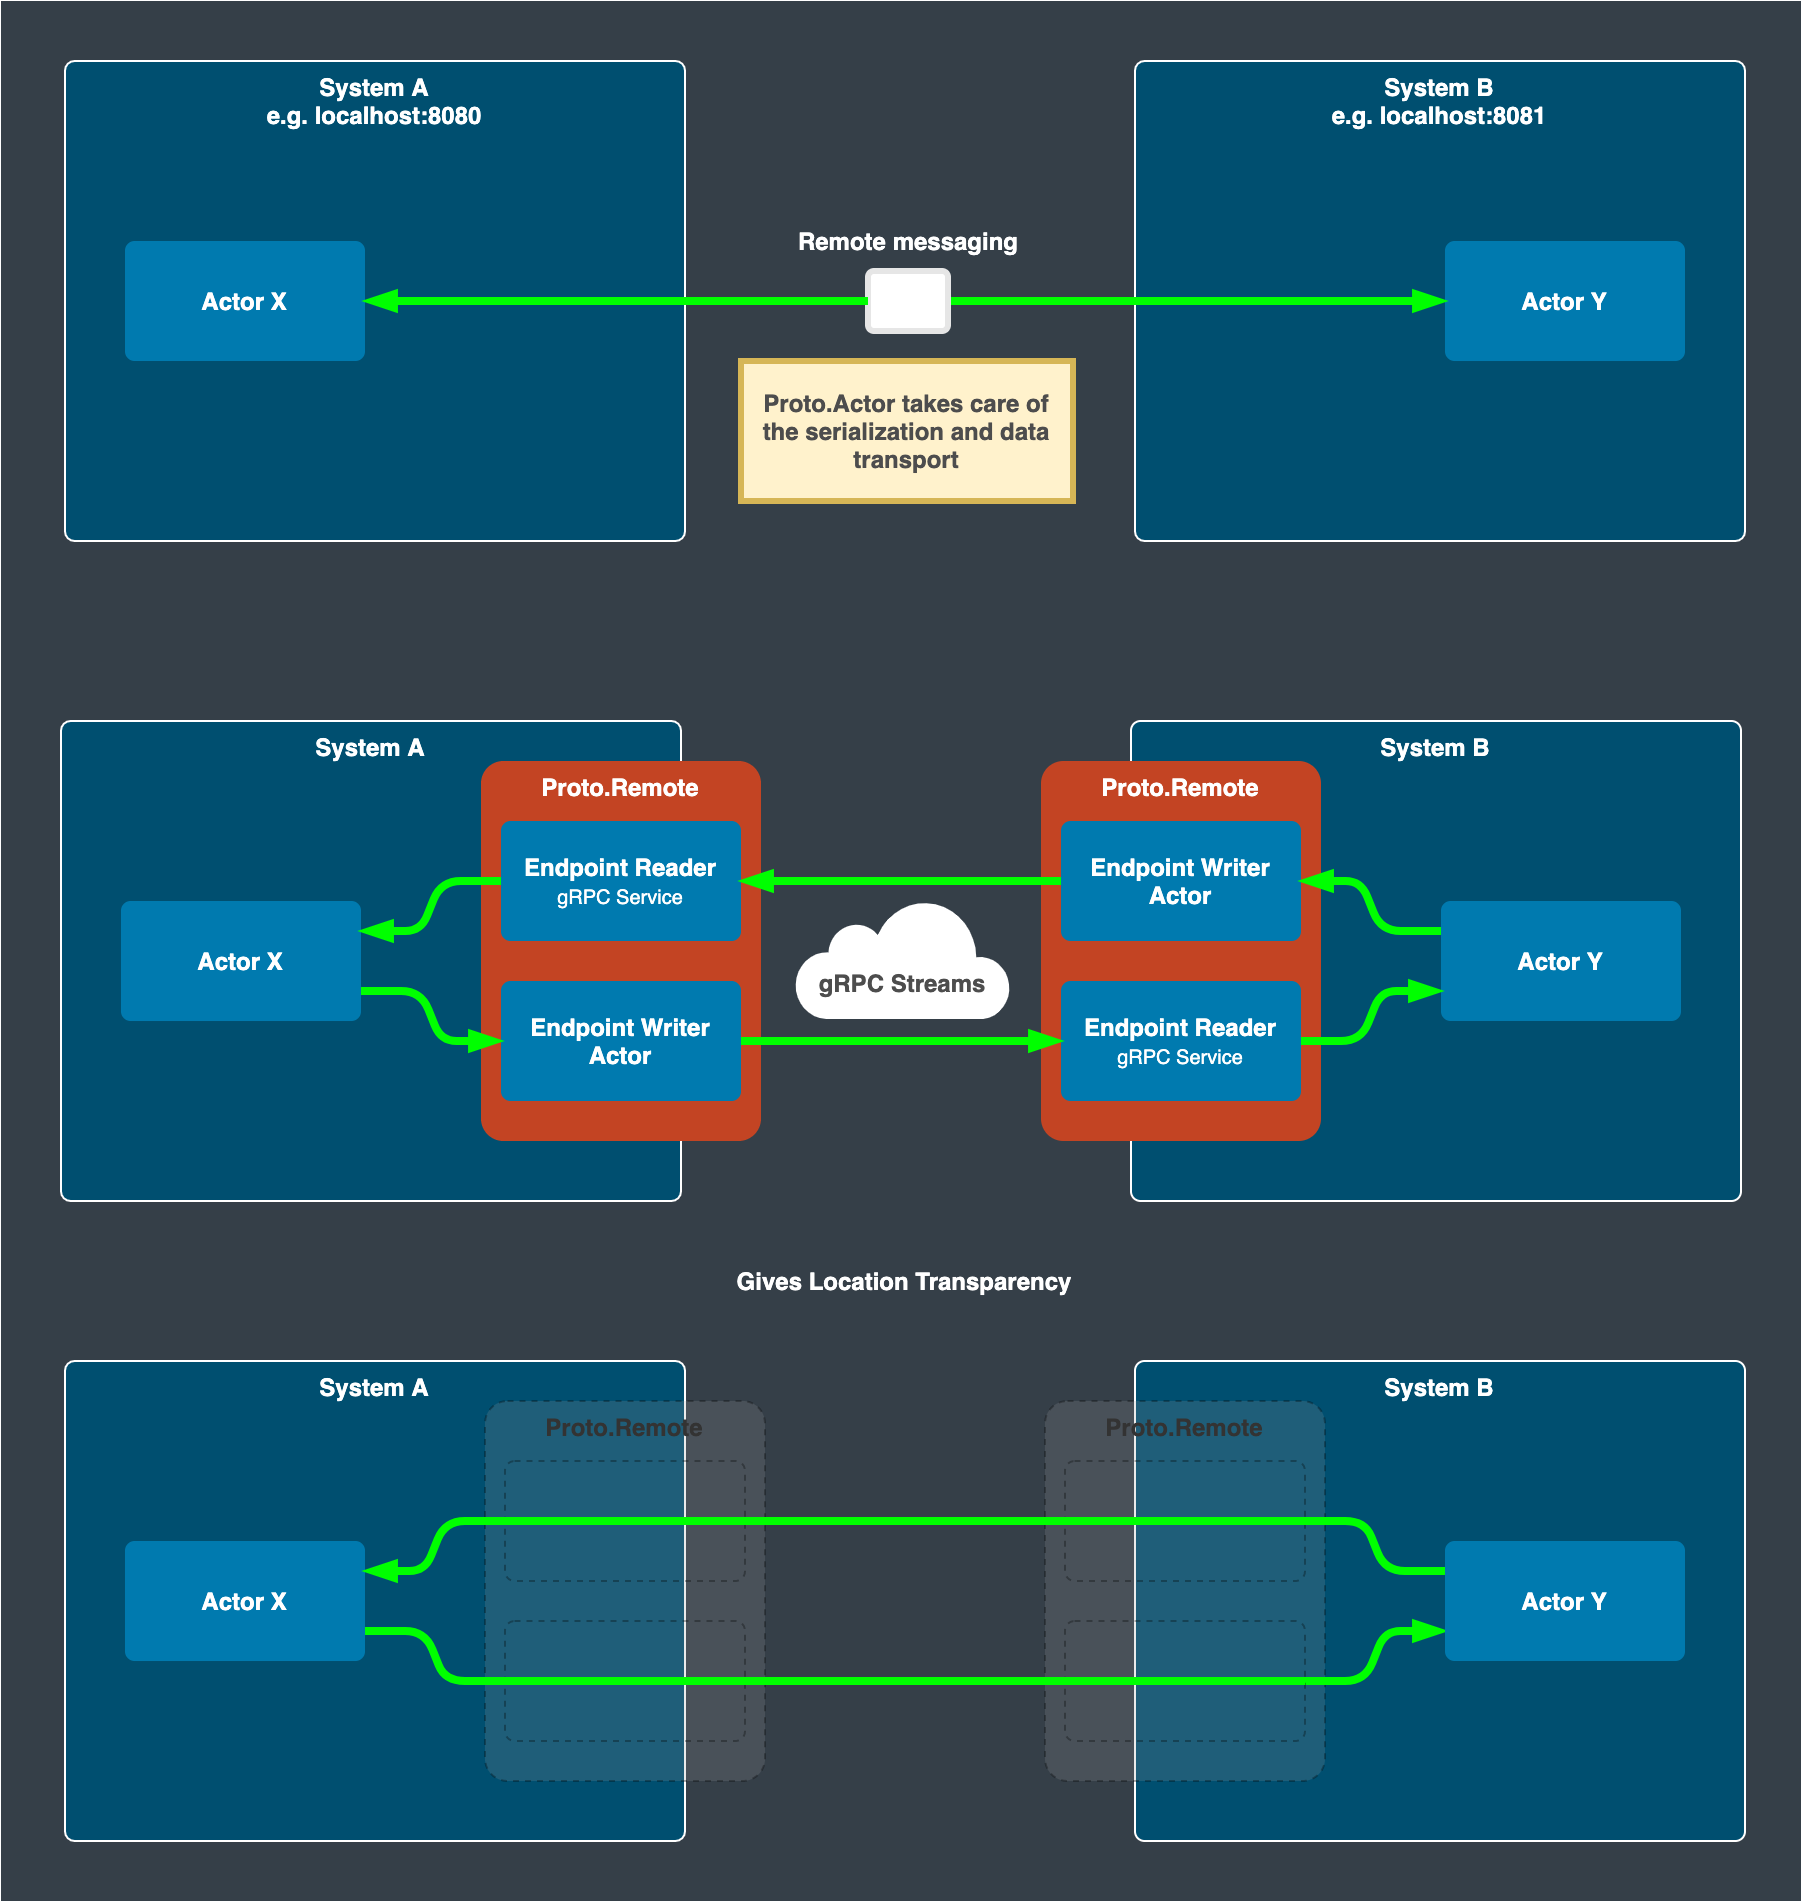 System A
e.g. localhost:8080
System B
e.g. localhost:8081
Remote messaging
Actor X
Actor Y
Proto.Actor takes care of
the serialization and data
transport
System A
System B
Proto.Remote
Proto.Remote
Endpoint Reader
gRPC Service
Endpoint Writer
Actor
Actor X
gRPC Streams
Actor Y
Endpoint Writer
Actor
Endpoint Reader
gRPC Service
Gives Location Transparency
System A
System B
Proto.Remote
Proto.Remote
Actor X
Actor Y